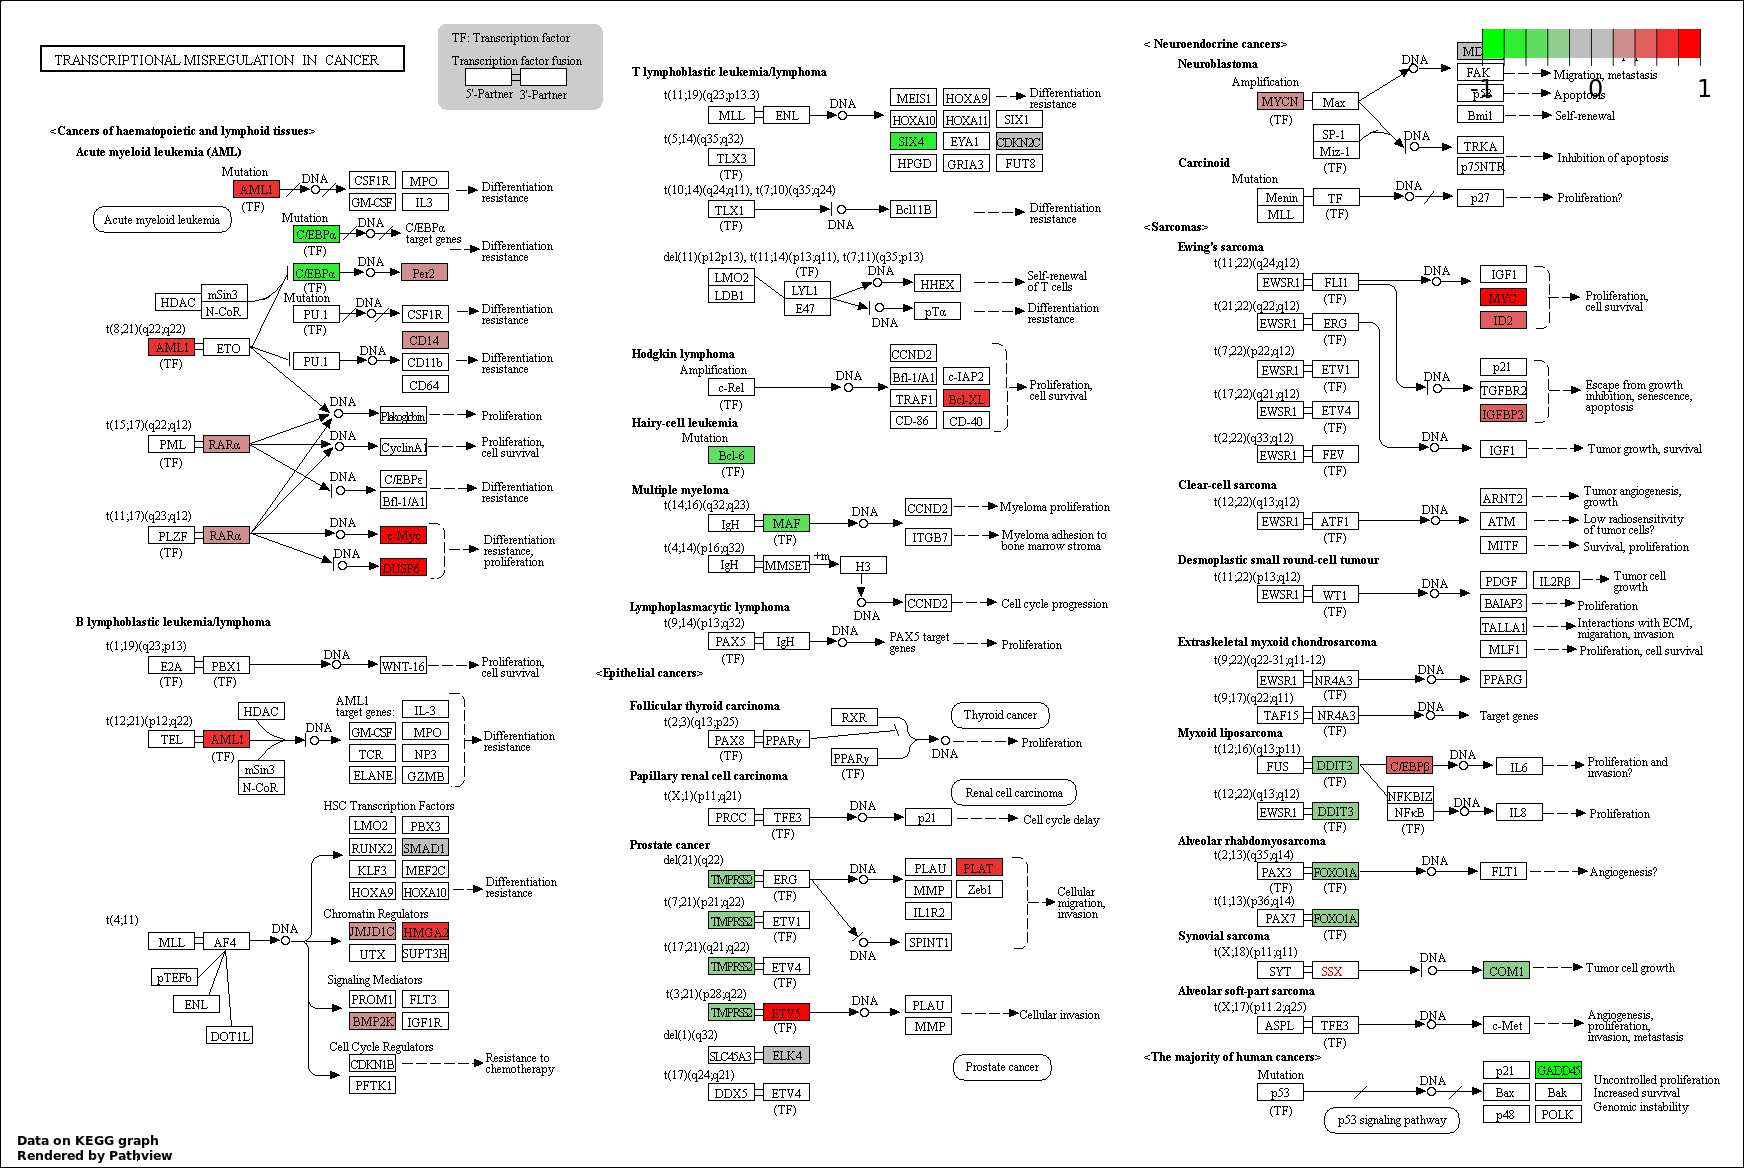 TRANSCRIPTIONAL MISREGULATION IN CANCER
TF: Transcription factor
Transcription factor fusion
5'-Partner 3'-Partner
<Cancers of haematopoietic and lymphoid tissues>
Acute myeloid leukemia (AML)
Mutation
AML1
(TF)
DNA
CSF1R MPO
GM-CSF IL3
Differentiation
resistance
Acute myeloid leukemia
Mutation
C/EBPα
(TF)
DNA
C/EBPα
target genes
Differentiation
resistance
C/EBPα
(TF)
DNA
Per2
HDAC
mSin3
N-CoR
Mutation
PU.1
(TF)
DNA
CSF1R
Differentiation
resistance
t(8;21)(q22;q22)
AML1 ETO
(TF)
PU.1
DNA
CD14
CD11b
CD64
Differentiation
resistance
DNA
Plakoglobin
Proliferation
t(15;17)(q22;q12)
PML RARα
(TF)
DNA
CyclinA1
Proliferation,
cell survival
DNA
C/EBPε
Bfl-1/A1
Differentiation
resistance
t(11;17)(q23;q12)
PLZF RARα
(TF)
DNA
c-Myc
DNA
DUSP6
Differentiation
resistance,
proliferation
B lymphoblastic leukemia/lymphoma
t(1;19)(q23;p13)
E2A PBX1
(TF) (TF)
DNA
WNT-16
Proliferation,
cell survival
t(12;21)(p12;q22)
TEL AML1
(TF)
HDAC
mSin3
N-CoR
DNA
AML1
target genes:
IL-3
GM-CSF MPO
TCR NP3
ELANE GZMB
Differentiation
resistance
HSC Transcription Factors
LMO2 PBX3
RUNX2 SMAD1
KLF3 MEF2C
HOXA9 HOXA10
Differentiation
resistance
t(4;11)
MLL AF4
pTEFb
ENL
DOT1L
DNA
Chromatin Regulators
JMJD1C HMGA2
UTX SUPT3H
Signaling Mediators
PROM1 FLT3
BMP2K IGF1R
Cell Cycle Regulators
CDKN1B
PFTK1
Resistance to
chemotherapy
T lymphoblastic leukemia/lymphoma
t(11;19)(q23;p13.3)
MLL ENL
DNA
MEIS1 HOXA9
HOXA10 HOXA11 SIX1
SIX4 EYA1 CDKN2C
HPGD GRIA3 FUT8
Differentiation
resistance
t(5;14)(q35;q32)
TLX3
(TF)
t(10;14)(q24;q11), t(7;10)(q35;q24)
TLX1
(TF)
DNA
Bcl11B
Differentiation
resistance
del(11)(p12p13), t(11;14)(p13;q11), t(7;11)(q35;p13)
LMO2
LDB1
(TF)
LYL1
E47
DNA
HHEX
Self-renewal
of T cells
DNA
pTα
Differentiation
resistance
Hodgkin lymphoma
Amplification
c-Rel
(TF)
DNA
CCND2
Bfl-1/A1 c-IAP2
TRAF1 Bcl-XL
CD-86 CD-40
Proliferation,
cell survival
Hairy-cell leukemia
Mutation
Bcl-6
(TF)
Multiple myeloma
t(14;16)(q32;q23)
IgH MAF
(TF)
DNA
CCND2
Myeloma proliferation
ITGB7
Myeloma adhesion to
bone marrow stroma
t(4;14)(p16;q32)
IgH MMSET
+m
H3
DNA
CCND2
Cell cycle progression
Lymphoplasmacytic lymphoma
t(9;14)(p13;q32)
PAX5 IgH
(TF)
DNA
PAX5 target
genes
Proliferation
<Epithelial cancers>
Follicular thyroid carcinoma
t(2;3)(q13;p25)
PAX8 PPARγ
RXR
PPARγ
(TF)
DNA
Thyroid cancer
Proliferation
Papillary renal cell carcinoma
t(X;1)(p11;q21)
PRCC TFE3
(TF)
DNA
p21
Renal cell carcinoma
Cell cycle delay
Prostate cancer
del(21)(q22)
TMPRSS2 ERG
(TF)
DNA
PLAU PLAT
MMP Zeb1
IL1R2
Cellular
migration,
invasion
t(7;21)(p21;q22)
TMPRSS2 ETV1
(TF)
DNA
SPINT1
t(17;21)(q21;q22)
TMPRSS2 ETV4
(TF)
t(3;21)(p28;q22)
TMPRSS2 ETV5
(TF)
DNA
PLAU
MMP
Cellular invasion
del(1)(q32)
SLC45A3 ELK4
t(17)(q24;q21)
DDX5 ETV4
(TF)
Prostate cancer
<Neuroendocrine cancers>
Neuroblastoma
Amplification
MYCN Max
(TF)
DNA
MD
FAK
Migration, metastasis
p53
Apoptosis
Bmi1
Self-renewal
SP-1
Miz-1
(TF)
DNA
TRKA
p75NTR
Inhibition of apoptosis
-1 0 1
Carcinoid
Mutation
Menin TF
MLL (TF)
DNA
p27
Proliferation?
<Sarcomas>
Ewing's sarcoma
t(11;22)(q24;q12)
EWSR1 FLI1
(TF)
DNA
IGF1
MYC
ID2
Proliferation,
cell survival
t(21;22)(q22;q12)
EWSR1 ERG
(TF)
t(7;22)(p22;q12)
EWSR1 ETV1
(TF)
DNA
p21
TGFBR2
IGFBP3
Escape from growth
inhibition, senescence,
apoptosis
t(17;22)(q21;q12)
EWSR1 ETV4
(TF)
t(2;22)(q33;q12)
EWSR1 FEV
(TF)
DNA
IGF1
Tumor growth, survival
Clear-cell sarcoma
t(12;22)(q13;q12)
EWSR1 ATF1
(TF)
DNA
ARNT2
Tumor angiogenesis,
growth
ATM
Low radiosensitivity
of tumor cells?
MITF
Survival, proliferation
Desmoplastic small round-cell tumour
t(11;22)(p13;q12)
EWSR1 WT1
(TF)
DNA
PDGF IL2Rβ
Tumor cell
growth
BAIAP3
Proliferation
TALLA1
Interactions with ECM,
migaration, invasion
MLF1
Proliferation, cell survival
Extraskeletal myxoid chondrosarcoma
t(9;22)(q22-31;q11-12)
EWSR1 NR4A3
(TF)
DNA
PPARG
t(9;17)(q22;q11)
TAF15 NR4A3
(TF)
DNA
Target genes
Myxoid liposarcoma
t(12;16)(q13;p11)
FUS DDIT3
(TF)
C/EBPβ
DNA
IL6
Proliferation and
invasion?
t(12;22)(q13;q12)
EWSR1 DDIT3
(TF)
NFKBIZ
NFκB
(TF)
DNA
IL8
Proliferation
Alveolar rhabdomyosarcoma
t(2;13)(q35;q14)
PAX3 FOXO1A
(TF) (TF)
DNA
FLT1
Angiogenesis?
t(1;13)(p36;q14)
PAX7 FOXO1A
(TF)
Synovial sarcoma
t(X;18)(p11;q11)
SYT SSX
DNA
COM1
Tumor cell growth
Alveolar soft-part sarcoma
t(X;17)(p11.2;q25)
ASPL TFE3
(TF)
DNA
c-Met
Angiogenesis,
proliferation,
invasion, metastasis
<The majority of human cancers>
Mutation
p53
(TF)
DNA
p21 GADD45
Bax Bak
p48 POLK
Uncontrolled proliferation
Increased survival
Genomic instability
p53 signaling pathway
Data on KEGG graph
Rendered by Pathview